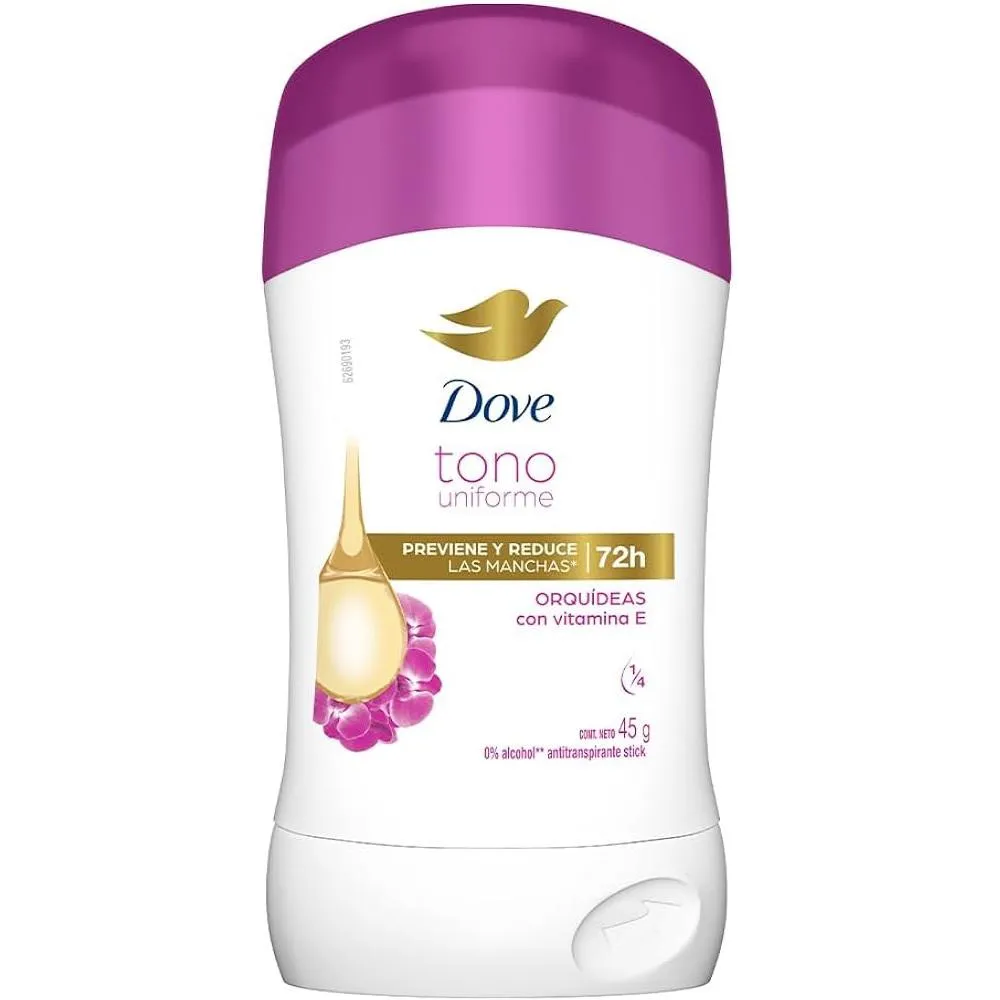 62690193
Dove
tono
uniforme
PREVIENE Y REDUCE
LAS MANCHAS*
72h
ORQUÍDEAS
con vitamina E
1/4
CONT. NETO 45 g
0% alcohol** antitranspirante stick